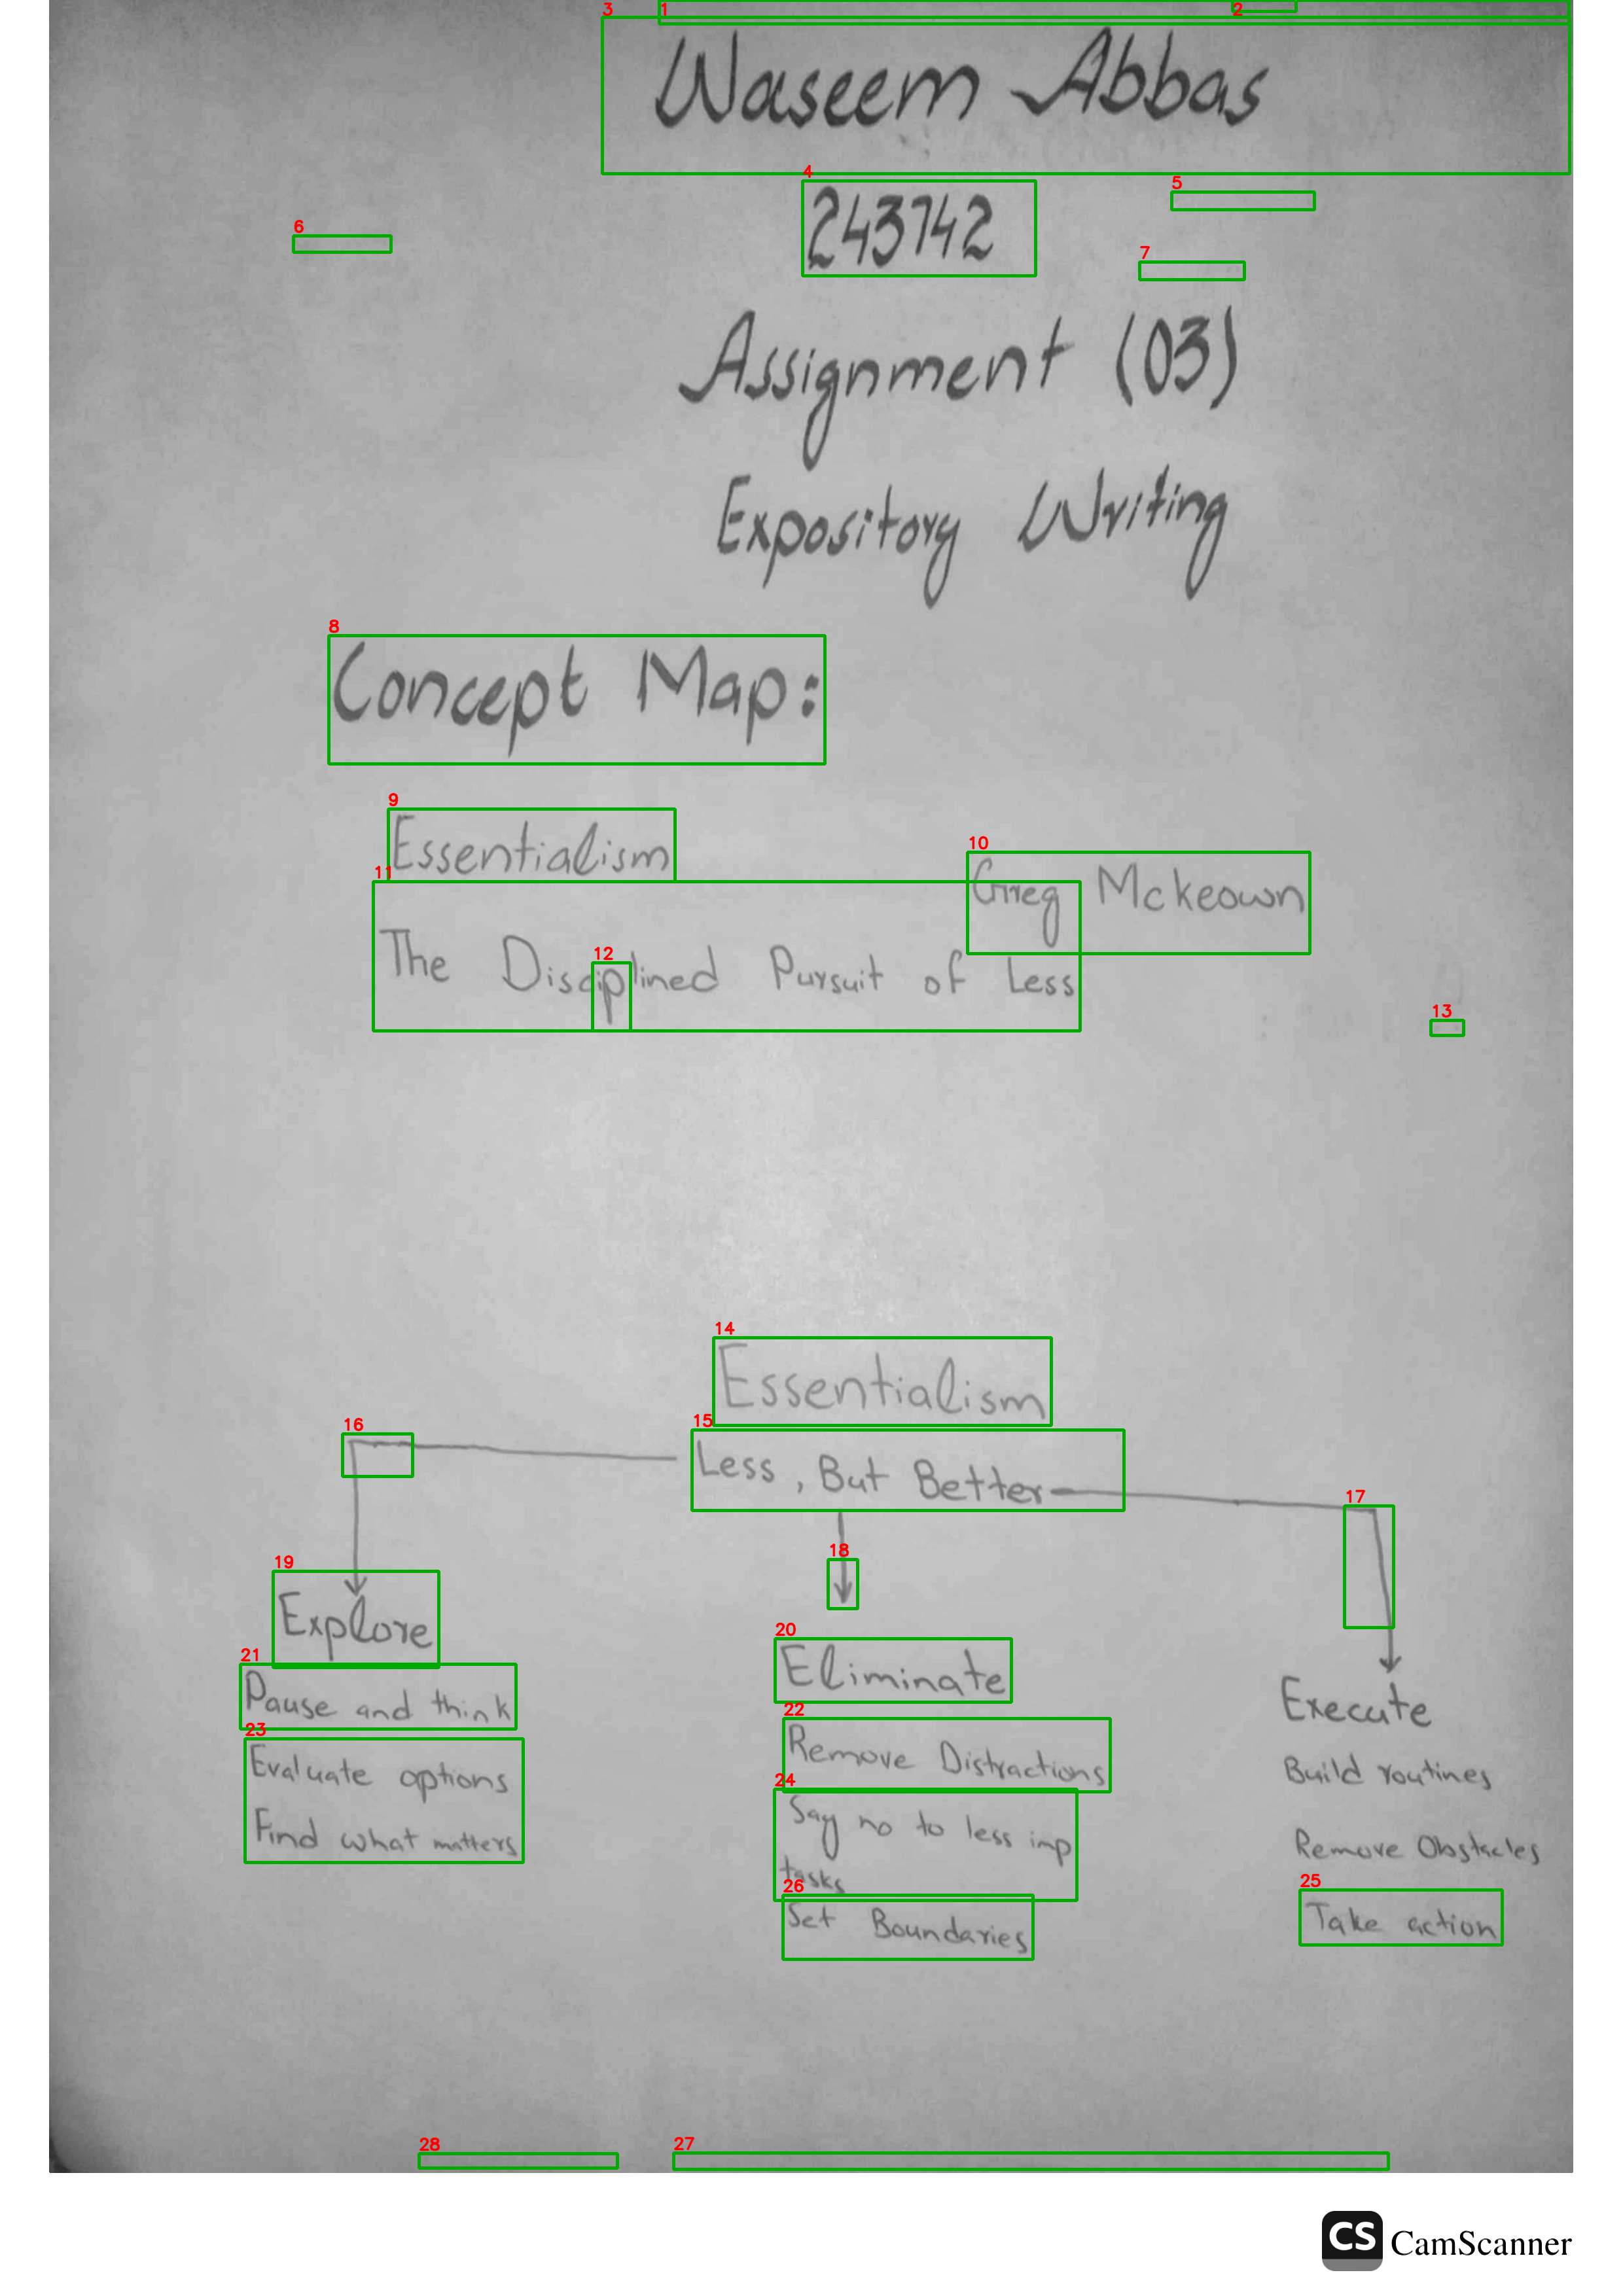 Waseem Abbas
243742
Assignment (03)
Expository Writing
Concept Map:
Essentialism
Greg Mckeown
The Disciplined Pursuit of Less
Essentialism
Less, But Better
Explore
Pause and think
Evaluate options
Find what matters
Eliminate
Remove Distractions
Say no to less imp
tasks
Set Boundaries
Execute
Build routines
Remove Obstacles
Take action
CS CamScanner